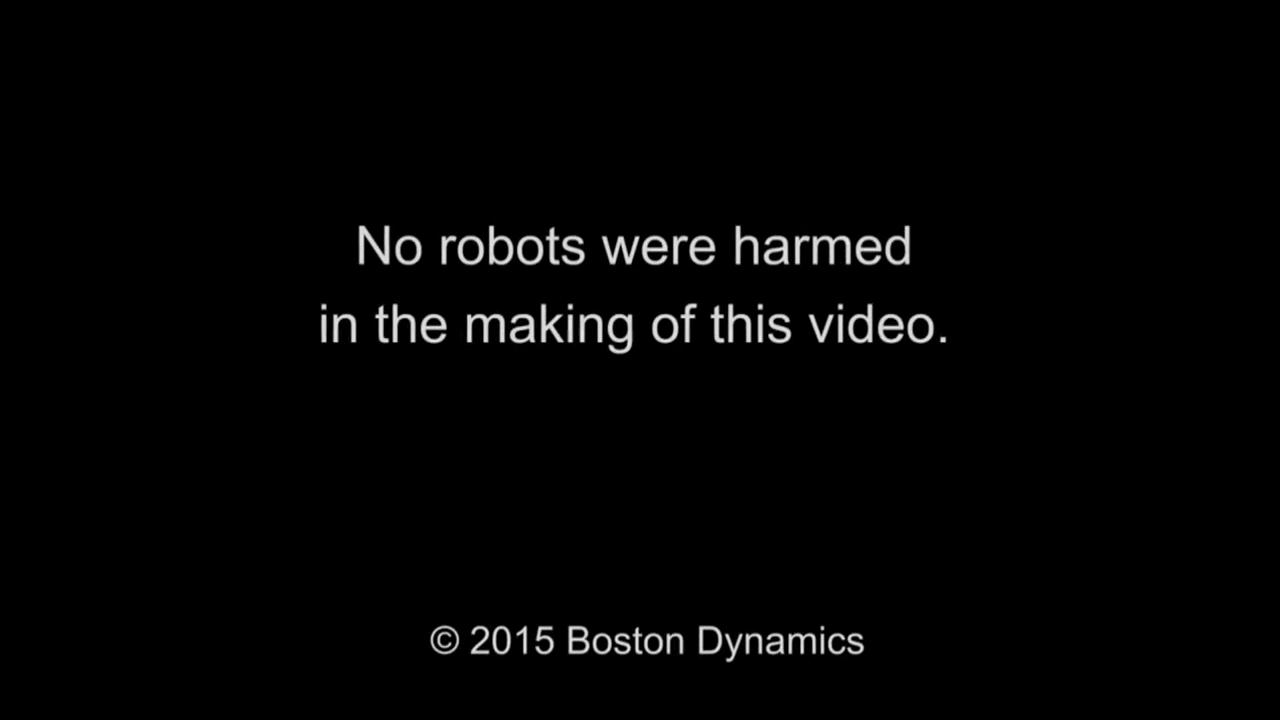 No robots were harmed
in the making of this video.
© 2015 Boston Dynamics